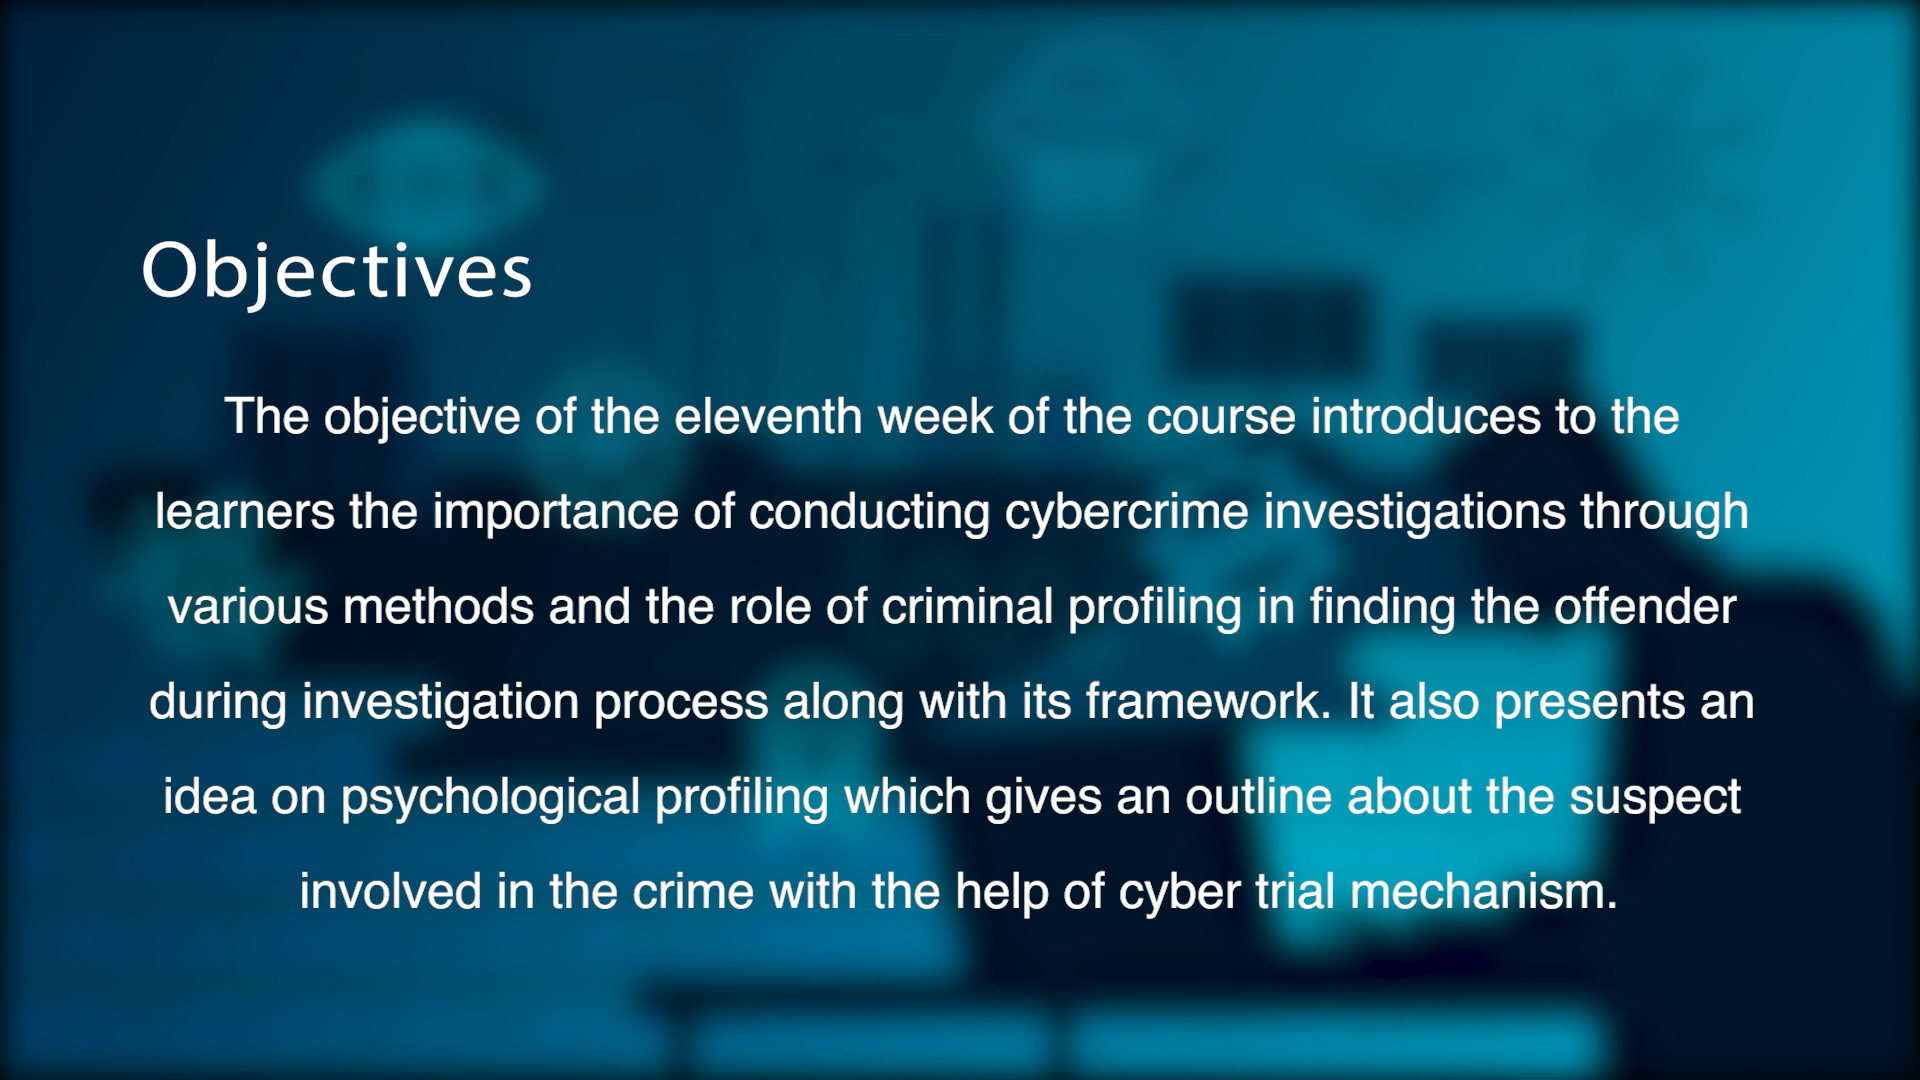 Objectives
The objective of the eleventh week of the course introduces to the
learners the importance of conducting cybercrime investigations through
various methods and the role of criminal profiling in finding the offender
during investigation process along with its framework. It also presents an
idea on psychological profiling which gives an outline about the suspect
involved in the crime with the help of cyber trial mechanism.